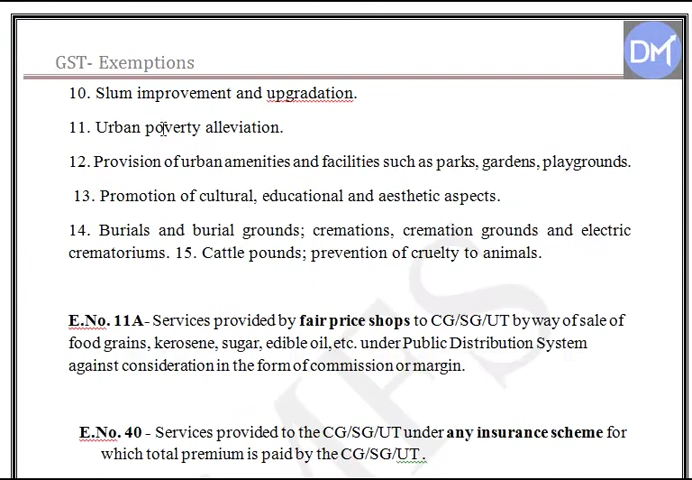 GST- Exemptions
DM
10. Slum improvement and upgradation.
11. Urban poverty alleviation.
12. Provision of urban amenities and facilities such as parks, gardens, playgrounds.
13. Promotion of cultural, educational and aesthetic aspects.
14. Burials and burial grounds; cremations, cremation grounds and electric
crematoriums. 15. Cattle pounds; prevention of cruelty to animals.
E.No. 11A- Services provided by fair price shops to CG/SG/UT by way of sale of
food grains, kerosene, sugar, edible oil, etc. under Public Distribution System
against consideration in the form of commission or margin.
E.No. 40 - Services provided to the CG/SG/UT under any insurance scheme for
which total premium is paid by the CG/SG/UT.